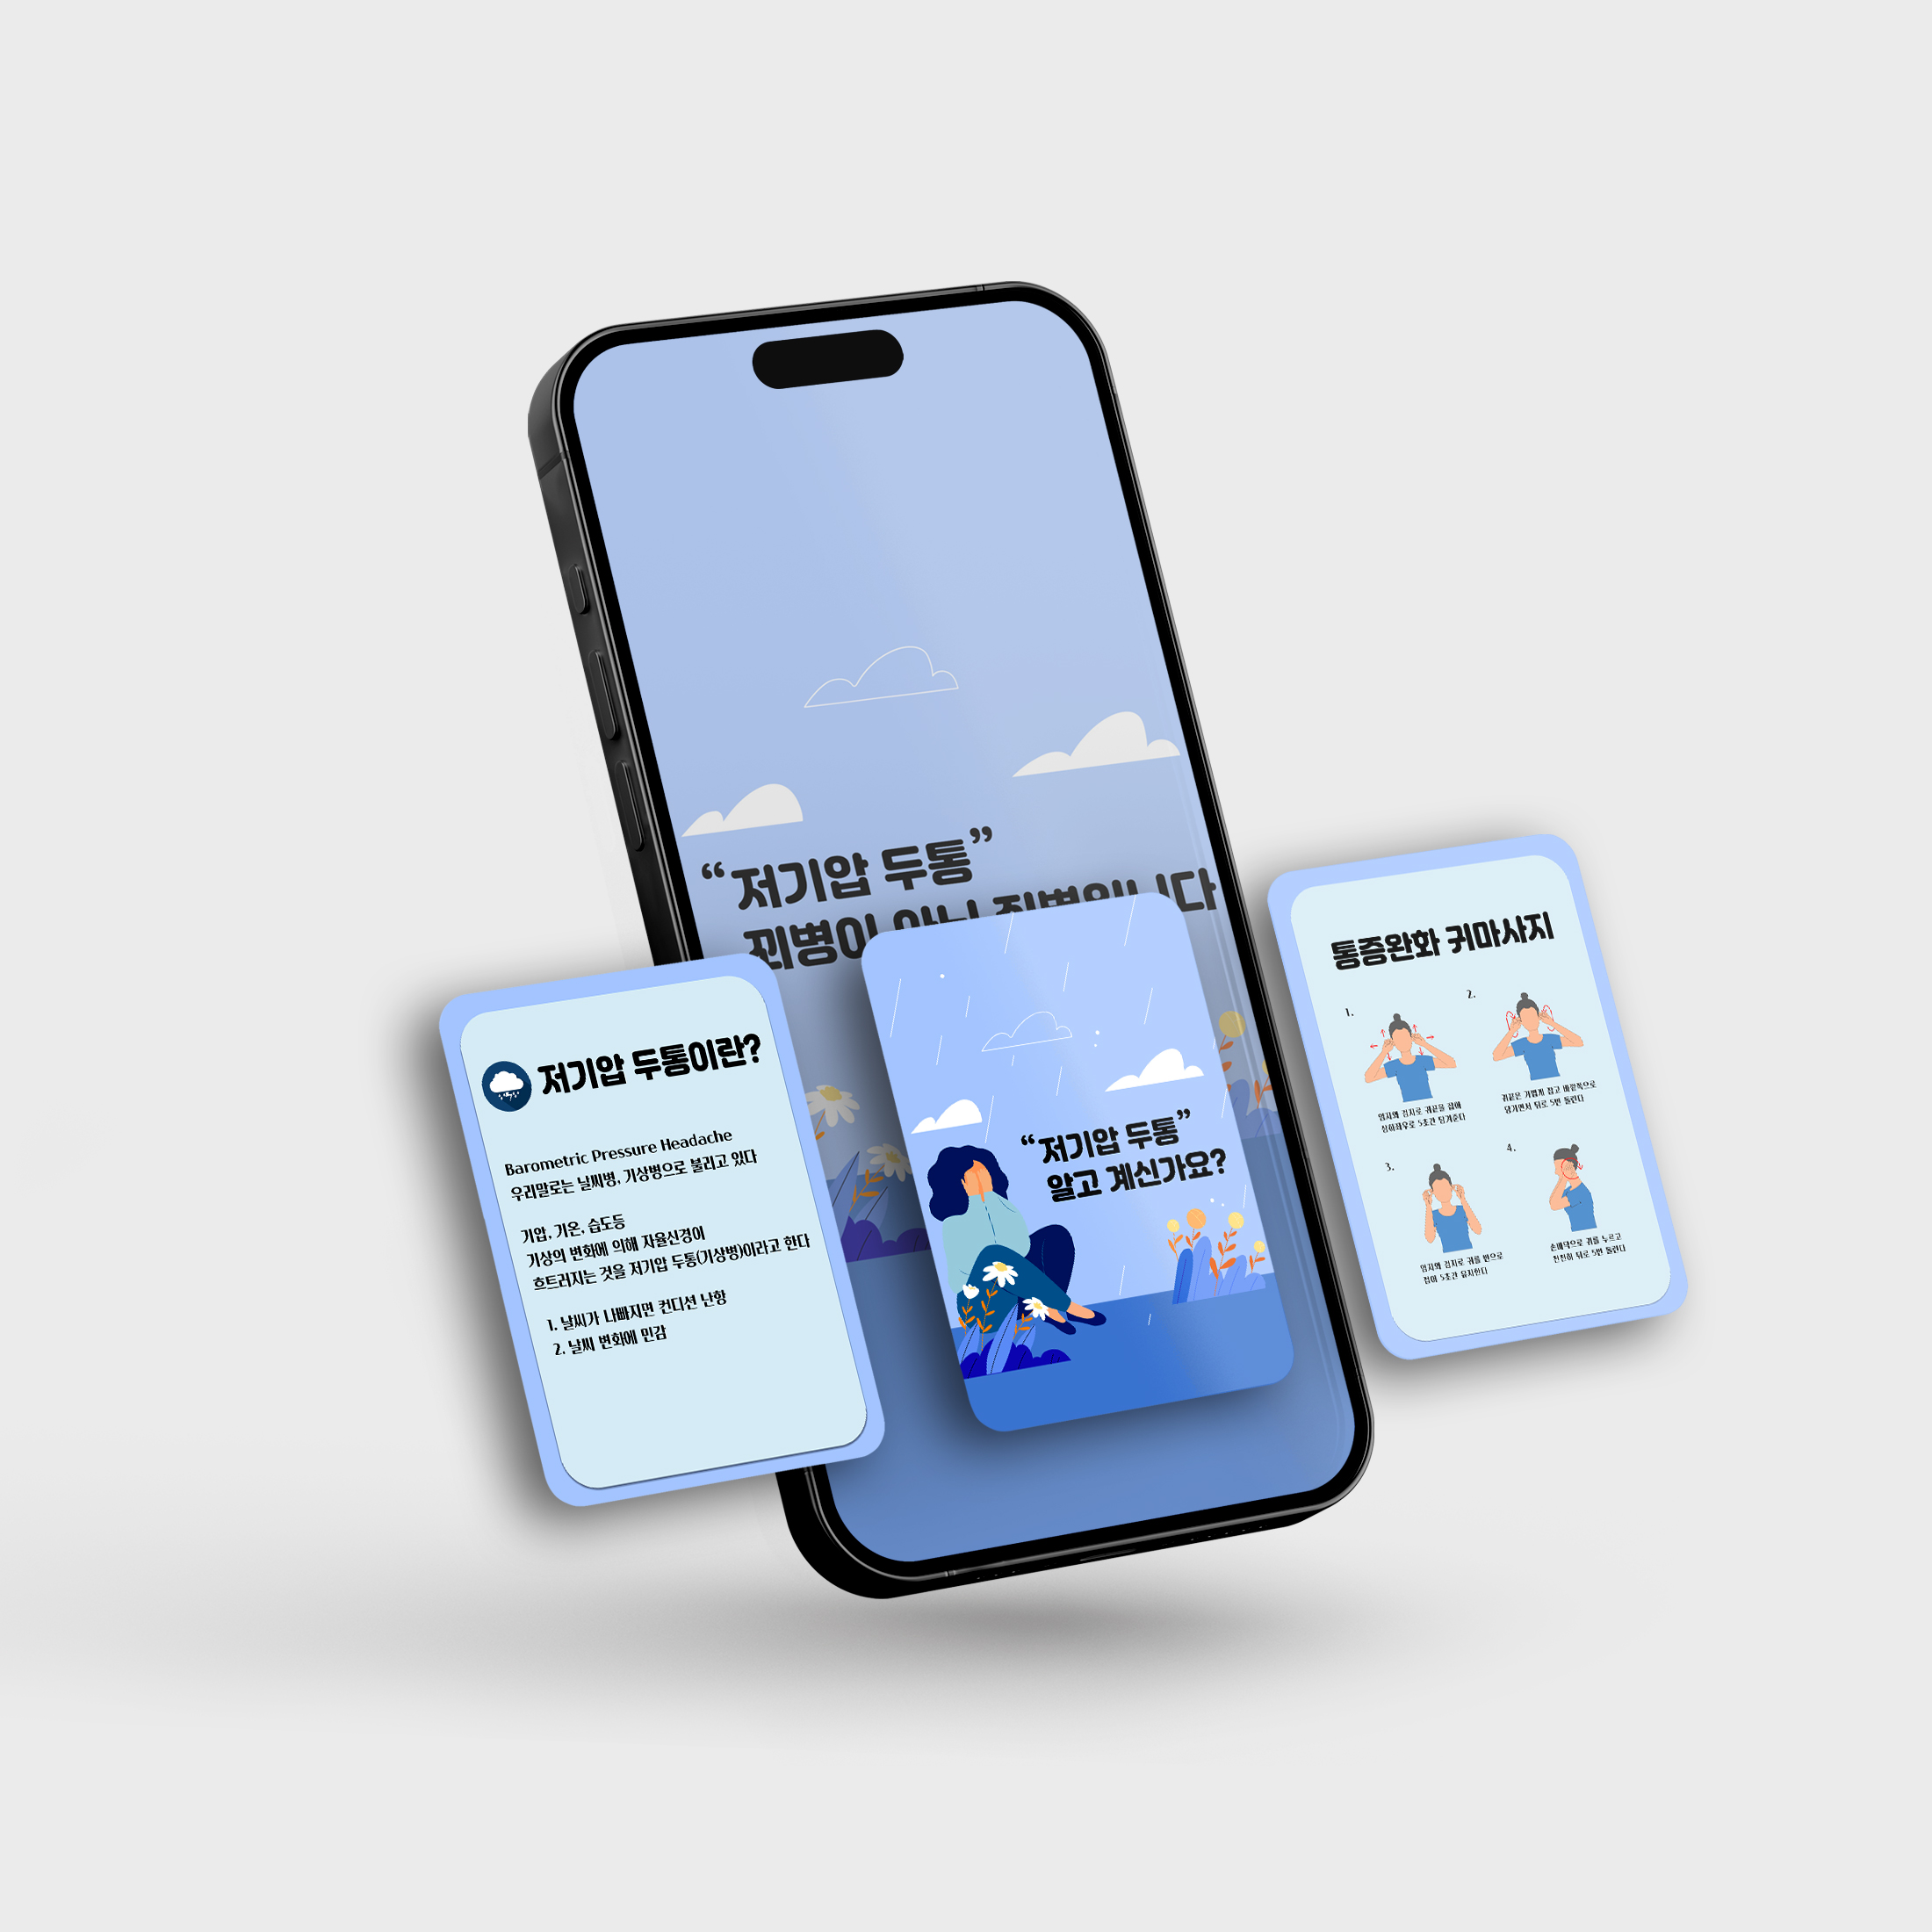 “저기압 두통”
꾀병이 아닌 질병입니다
저기압 두통이란?
Barometric Pressure Headache
우리말로는 날씨병, 기상병으로 불리고 있다
기압, 기온, 습도등
기상의 변화에 의해 자율신경이
흐트러지는 것을 저기압 두통(기상병)이라고 한다
1. 날씨가 나빠지면 컨디션 난항
2. 날씨 변화에 민감
“저기압 두통”
알고 계신가요?
통증완화 귀마사지
1.
엄지와 검지로 귀끝을 잡아
상하좌우로 5초간 당겨준다
2.
귀끝은 가볍게 잡고 바깥쪽으로
당기면서 뒤로 5번 돌린다
3.
엄지와 검지로 귀를 반으로
접어 5초간 유지한다
4.
손바닥으로 귀를 누르고
천천히 뒤로 5번 돌린다